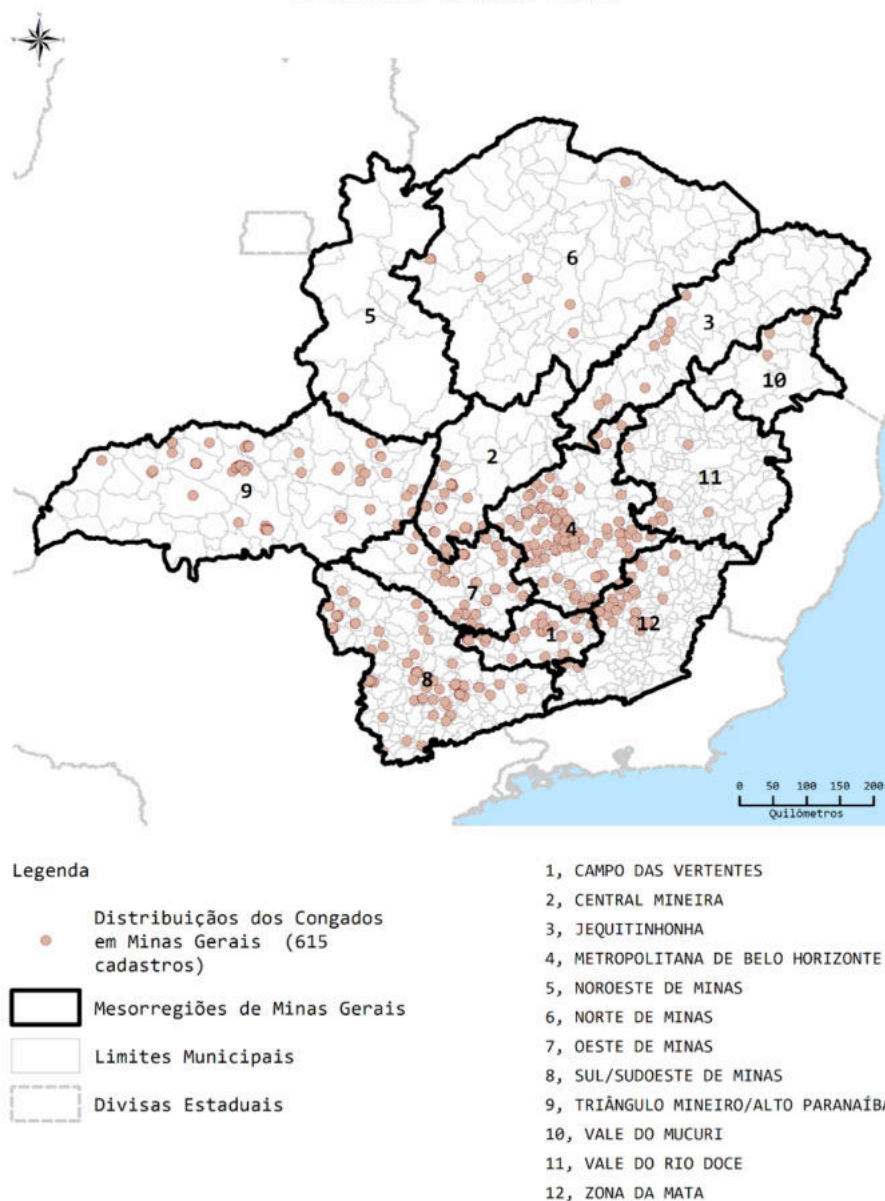 6
5
3
10
2
9
11
4
7
1
12
8
0 50 100 150 200
Quilômetros
Legenda
Distribuiçãos dos Congados
em Minas Gerais (615
cadastros)
Mesorregiões de Minas Gerais
Limites Municipais
Divisas Estaduais
1, CAMPO DAS VERTENTES
2, CENTRAL MINEIRA
3, JEQUITINHONHA
4, METROPOLITANA DE BELO HORIZONTE
5, NOROESTE DE MINAS
6, NORTE DE MINAS
7, OESTE DE MINAS
8, SUL/SUDOESTE DE MINAS
9, TRIÂNGULO MINEIRO/ALTO PARANAÍBA
10, VALE DO MUCURI
11, VALE DO RIO DOCE
12, ZONA DA MATA